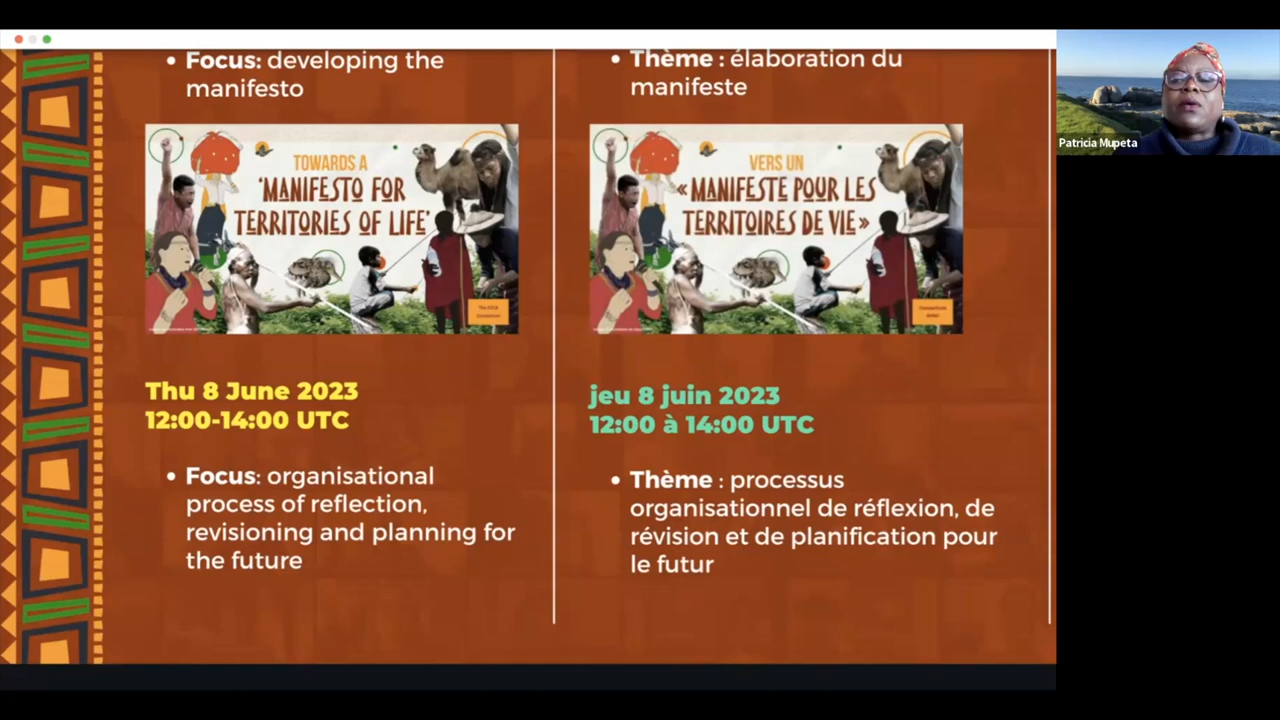 Focus: developing the
manifesto
TOWARDS A
'MANIFESTO FOR
TERRITORIES OF LIFE'
Thu 8 June 2023
12:00-14:00 UTC
Focus: organisational
process of reflection,
revisioning and planning for
the future
Thème : élaboration du
manifeste
VERS UN
« MANIFESTE POUR LES
TERRITOIRES DE VIE»
jeu 8 juin 2023
12:00 à 14:00 UTC
Thème : processus
organisationnel de réflexion, de
révision et de planification pour
le futur
Patricia Mupeta